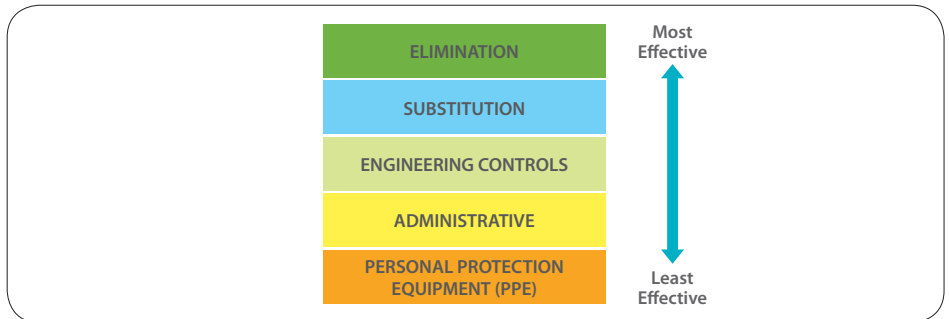 ELIMINATION
SUBSTITUTION
ENGINEERING CONTROLS
ADMINISTRATIVE
PERSONAL PROTECTION
EQUIPMENT (PPE)
Most
Effective
Least
Effective